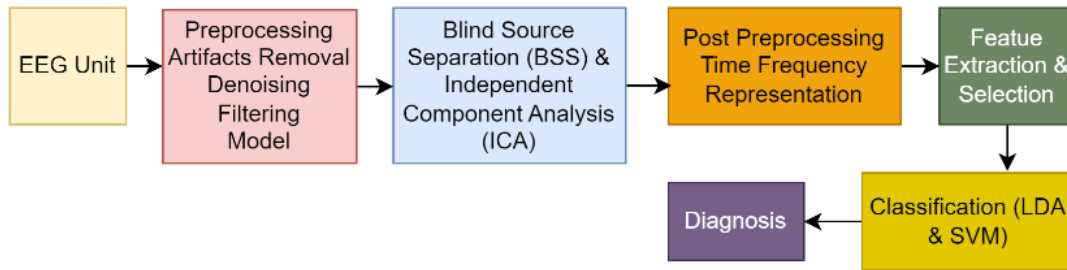 EEG Unit
Preprocessing
Artifacts Removal
Denoising
Filtering
Model
Blind Source
Separation (BSS) &
Independent
Component Analysis
(ICA)
Post Preprocessing
Time Frequency
Representation
Featue
Extraction &
Selection
Classification (LDA
& SVM)
Diagnosis